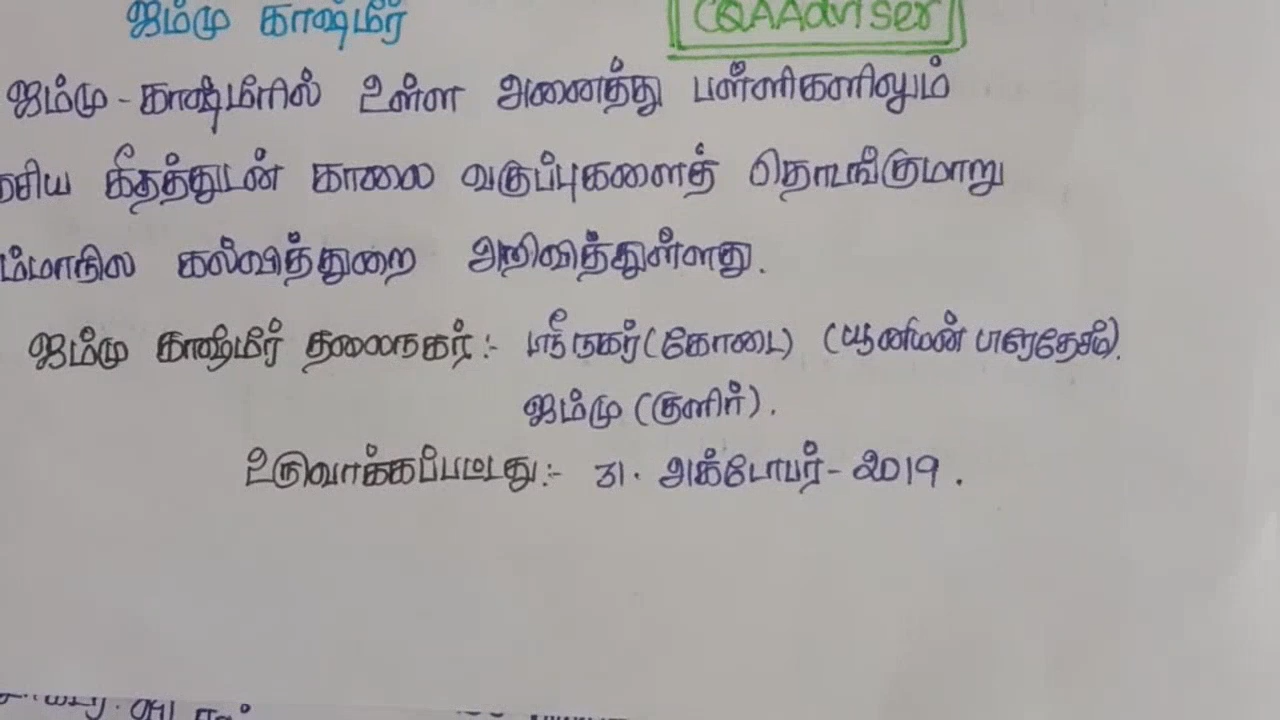 ஜம்மு காஷ்மீர்
CQAAdviser
ஜம்மு - காஷ்மீரில் உள்ள அனைத்து பள்ளிகளிலும்
சிய கீதத்துடன் காலை வகுப்புகளைத் தொடங்குமாறு
ம்மாநில கல்வித்துறை அறிவித்துள்ளது.
ஜம்மு காஷ்மீர் தலைநகர் :- ஸ்ரீநகர் (கோடை) (யூனியன் பிரதேசம்).
ஜம்மு (குளிர்).
உருவாக்கப்பட்டது :- 31. அக்டோபர் - 2019.